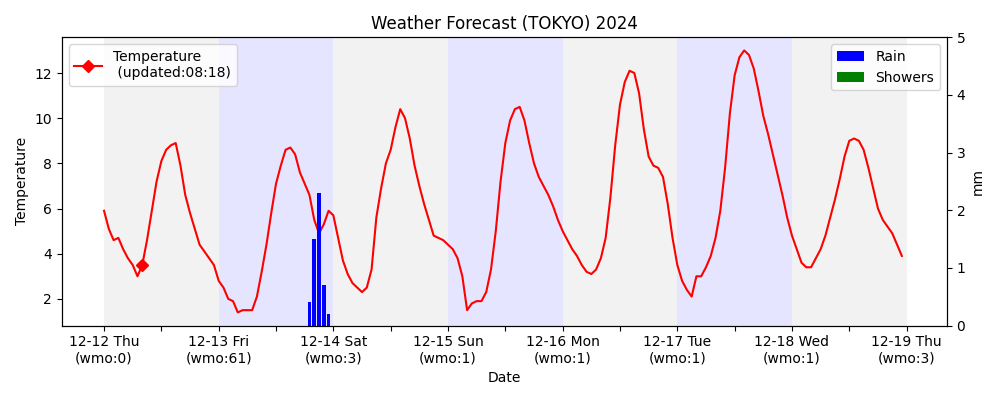 Weather Forecast (TOKYO) 2024
Temperature
(updated:08:18)
Rain
Showers
Temperature
12
10
8
6
4
2
5
4
3
2
1
0
mm
12-12 Thu
(wmo:0)
12-13 Fri
(wmo:61)
12-14 Sat
(wmo:3)
12-15 Sun
(wmo:1)
12-16 Mon
(wmo:1)
12-17 Tue
(wmo:1)
12-18 Wed
(wmo:1)
12-19 Thu
(wmo:3)
Date